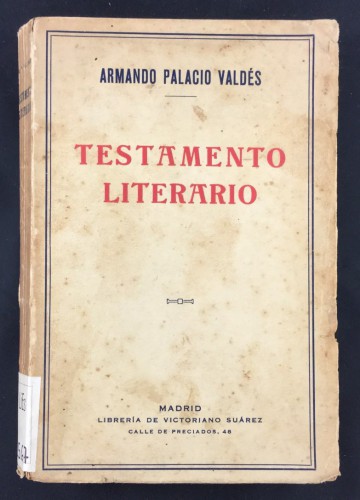 ARMANDO PALACIO VALDÉS
TESTAMENTO
LITERARIO
MADRID
LIBRERÍA DE VICTORIANO SUÁREZ
CALLE DE PRECIADOS, 48